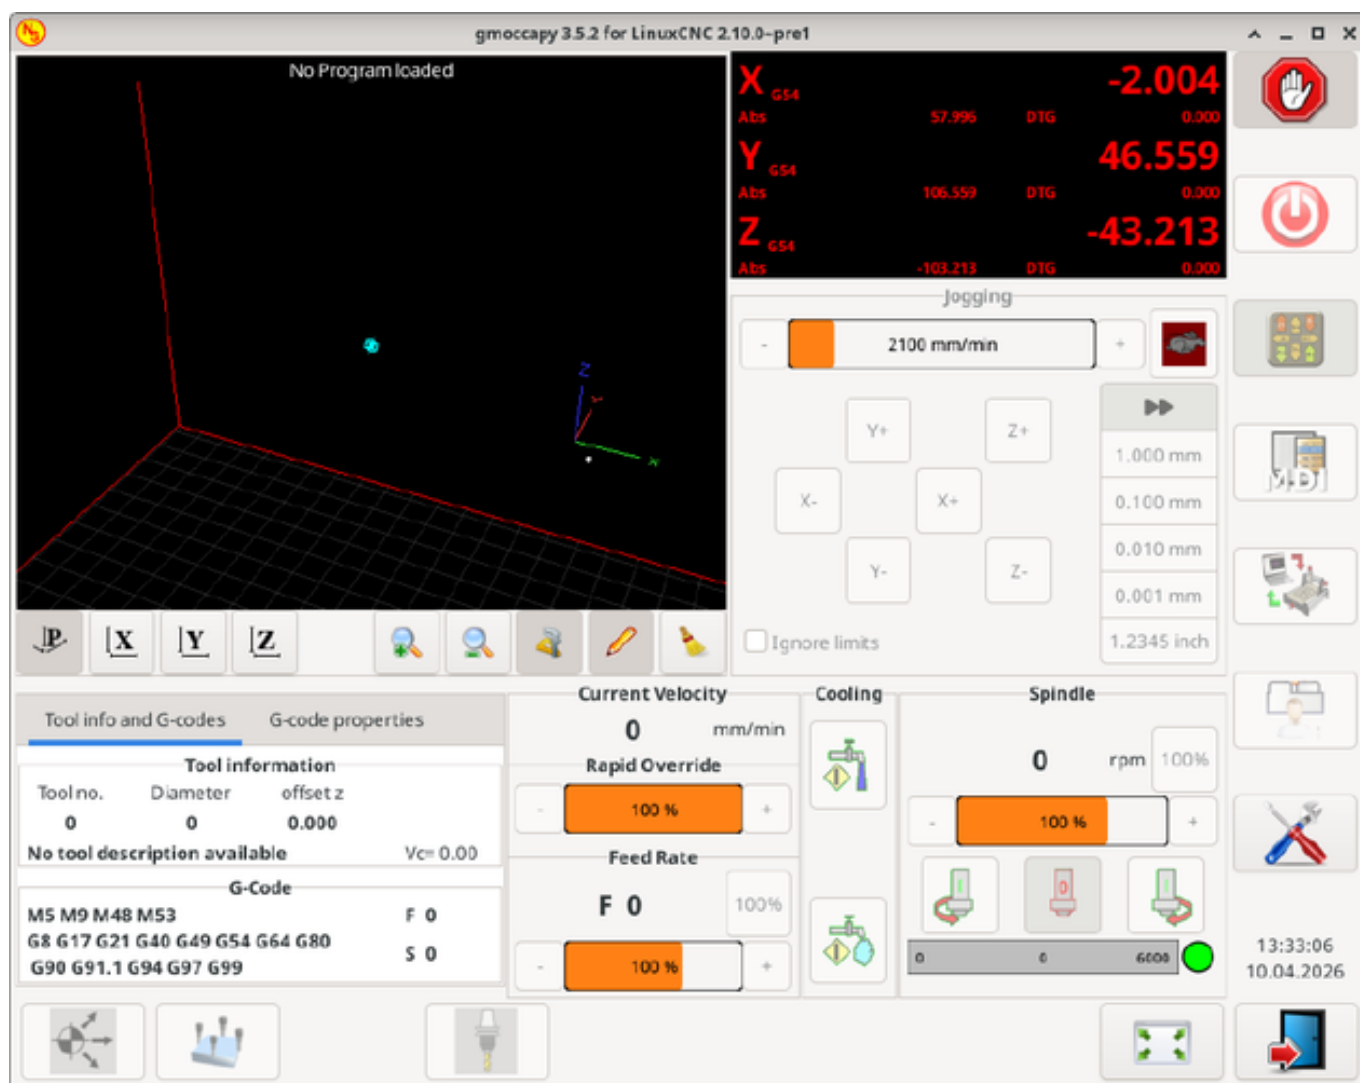 gmoccapy 3.5.2 for LinuxCNC 2.10.0~pre1
No Program loaded
X G54 -2.004
Abs 57.996 DTG 0.000
Y G54 46.559
Abs 106.559 DTG 0.000
Z G54 -43.213
Abs -103.213 DTG 0.000
Z
Y
X
Jogging
- 2100 mm/min +
Y+ Z+
X- X+
Y- Z-
1.000 mm
0.100 mm
0.010 mm
0.001 mm
1.2345 inch
Ignore limits
MDI
P X Y Z
Tool info and G-codes G-code properties
Tool information
Tool no. Diameter offset z
0 0 0.000
No tool description available Vc= 0.00
G-Code
M5 M9 M48 M53 F 0
G8 G17 G21 G40 G49 G54 G64 G80 S 0
G90 G91.1 G94 G97 G99
Current Velocity
0 mm/min
Rapid Override
- 100 % +
Feed Rate
F 0 100%
- 100 % +
Cooling
Spindle
0 rpm 100%
- 100 % +
I 0 I
0 0 6000
13:33:06
10.04.2026